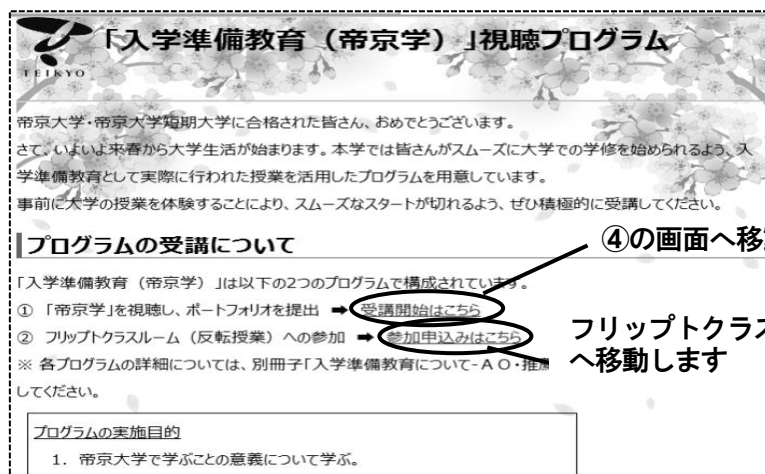 「入学準備教育(帝京学)」視聴プログラム
TEIKYO
帝京大学・帝京大学短期大学に合格された皆さん、おめでとうございます。
さて、いよいよ来春から大学生活が始まります。本学では皆さんがスムーズに大学での学修を始められるよう、入
学準備教育として実際に行われた授業を活用したプログラムを用意しています。
事前に大学の授業を体験することにより、スムーズなスタートが切れるよう、ぜひ積極的に受講してください。
プログラムの受講について
④の画面へ移
「入学準備教育(帝京学)」は以下の2つのプログラムで構成されています。
① 「帝京学」を視聴し、ポートフォリオを提出 ➡ 受講開始はこちら
② フリップトクラスルーム(反転授業)への参加 ➡ 参加申込みはこちら
フリップトクラス
へ移動します
※ 各プログラムの詳細については、別冊子「入学準備教育について-AO・推薦
してください。
プログラムの実施目的
1. 帝京大学で学ぶことの意義について学ぶ。